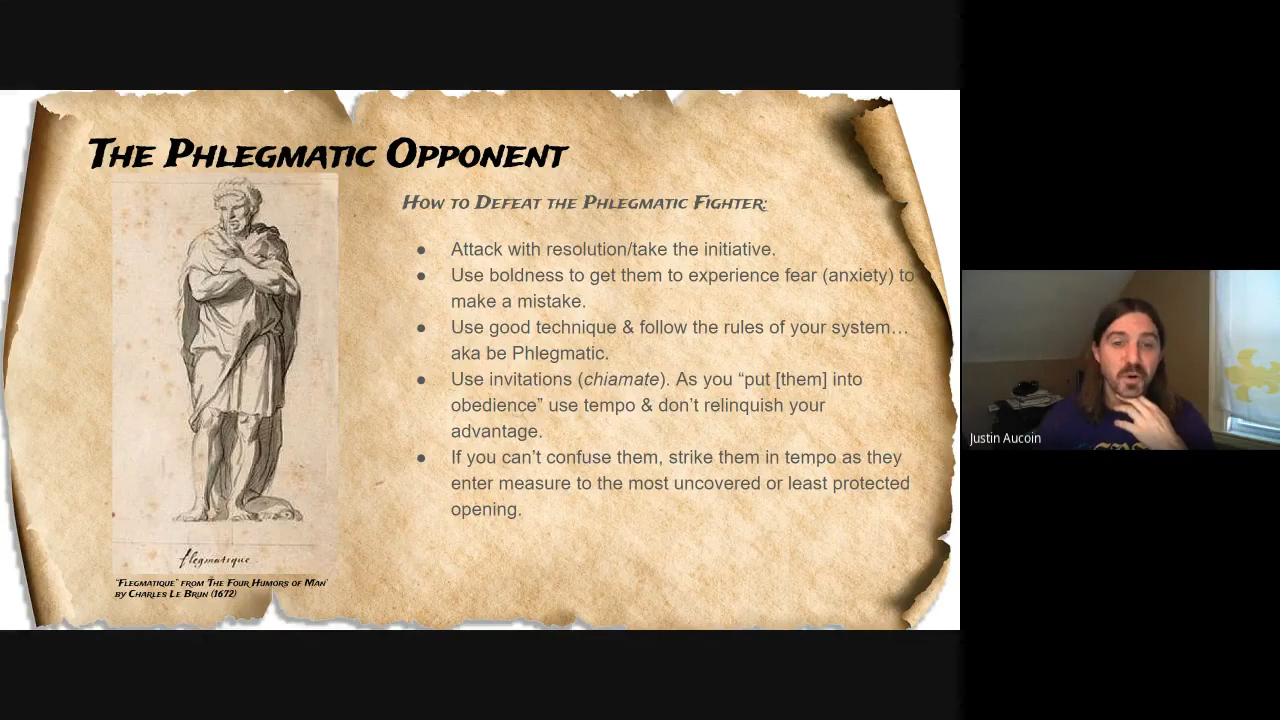 The Phlegmatic Opponent
How to Defeat the Phlegmatic Fighter:
● Attack with resolution/take the initiative.
● Use boldness to get them to experience fear (anxiety) to
make a mistake.
● Use good technique & follow the rules of your system…
aka be Phlegmatic.
● Use invitations (chiamate). As you “put [them] into
obedience” use tempo & don’t relinquish your
advantage.
● If you can’t confuse them, strike them in tempo as they
enter measure to the most uncovered or least protected
opening.
flegmatique
"Flegmatique" from 'The Four Humors of Man'
by Charles Le Brun (1672)
Justin Aucoin